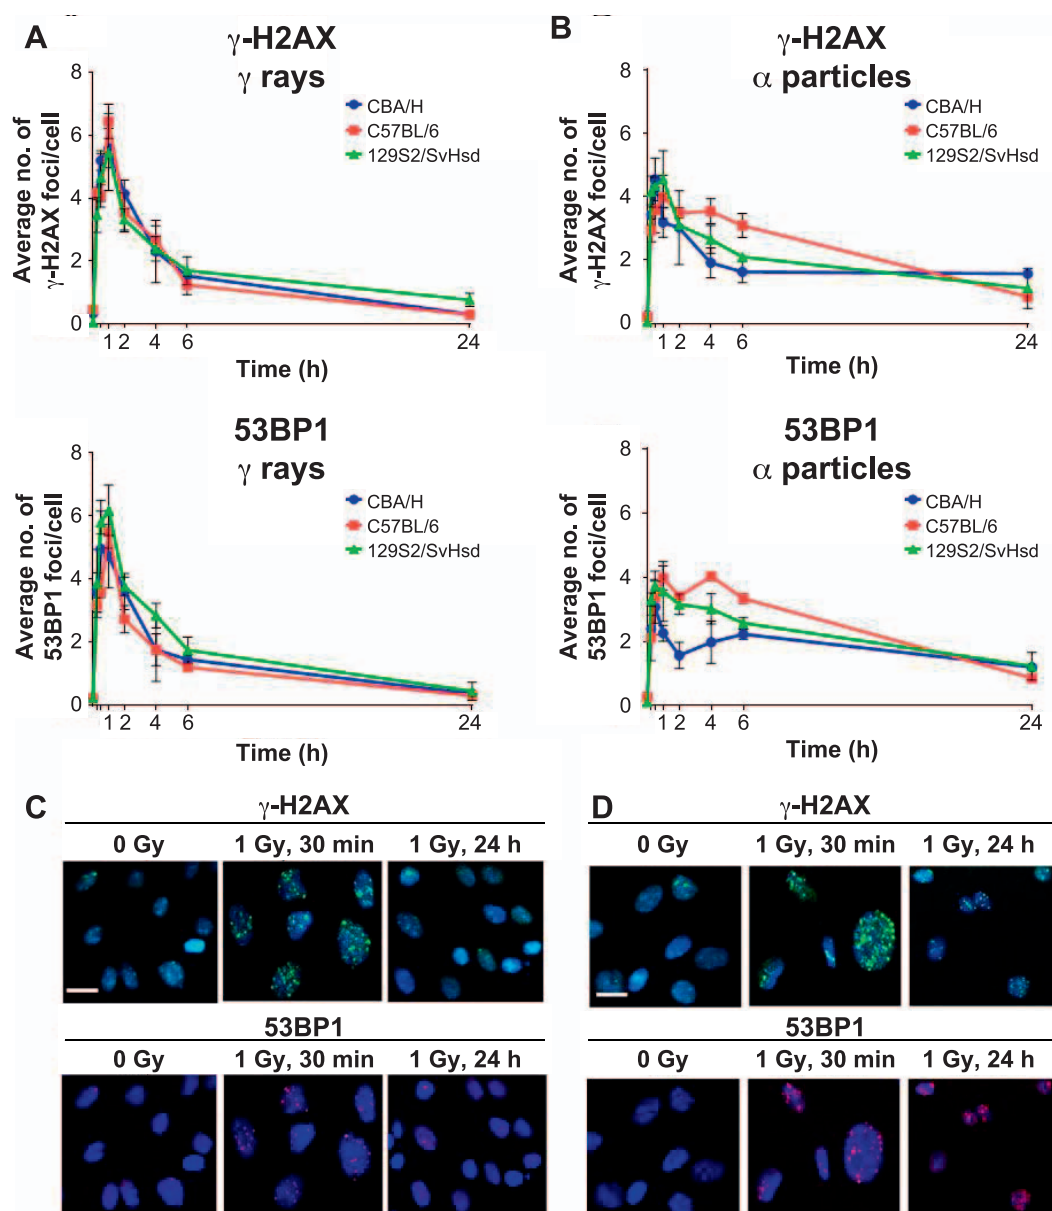 A
γ-H2AX
γ rays
8
6
4
2
0
Average no. of
γ-H2AX foci/cell
CBA/H
C57BL/6
129S2/SvHsd
1 2 4 6 24
Time (h)
B
γ-H2AX
α particles
8
6
4
2
0
Average no. of
γ-H2AX foci/cell
CBA/H
C57BL/6
129S2/SvHsd
1 2 4 6 24
Time (h)
53BP1
γ rays
8
6
4
2
0
Average no. of
53BP1 foci/cell
CBA/H
C57BL/6
129S2/SvHsd
1 2 4 6 24
Time (h)
53BP1
α particles
8
6
4
2
0
Average no. of
53BP1 foci/cell
CBA/H
C57BL/6
129S2/SvHsd
1 2 4 6 24
Time (h)
C
γ-H2AX
0 Gy 1 Gy, 30 min 1 Gy, 24 h
53BP1
0 Gy 1 Gy, 30 min 1 Gy, 24 h
D
γ-H2AX
0 Gy 1 Gy, 30 min 1 Gy, 24 h
53BP1
0 Gy 1 Gy, 30 min 1 Gy, 24 h